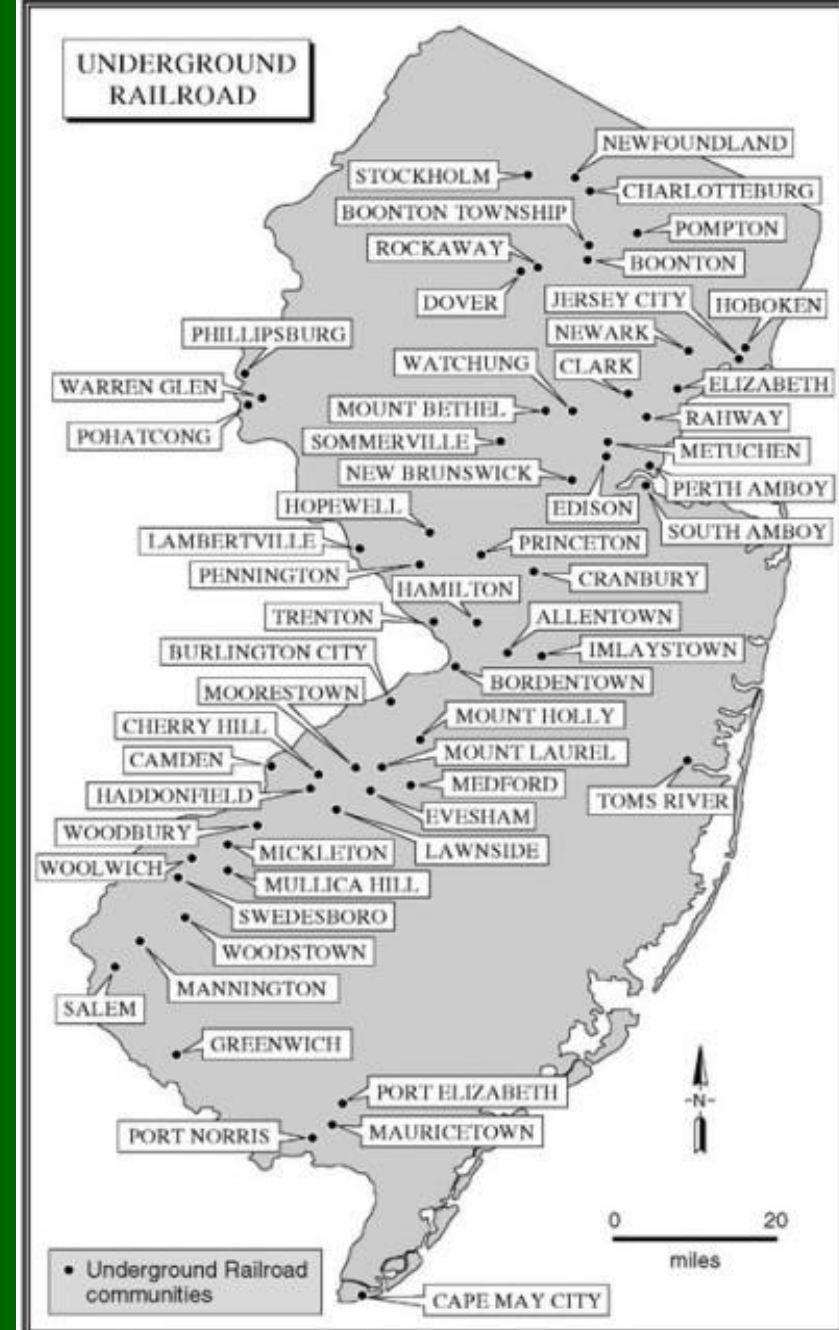 UNDERGROUND
RAILROAD
NEWFOUNDLAND
STOCKHOLM
CHARLOTTEBURG
BOONTON TOWNSHIP
POMPTON
ROCKAWAY
BOONTON
DOVER
JERSEY CITY
HOBOKEN
PHILLIPSBURG
NEWARK
WATCHUNG
CLARK
WARREN GLEN
ELIZABETH
MOUNT BETHEL
RAHWAY
POHATCONG
SOMMERVILLE
METUCHEN
NEW BRUNSWICK
PERTH AMBOY
EDISON
HOPEWELL
SOUTH AMBOY
LAMBERTVILLE
PRINCETON
PENNINGTON
CRANBURY
HAMILTON
TRENTON
ALLENTOWN
BURLINGTON CITY
IMLAYSTOWN
BORDENTOWN
MOORESTOWN
MOUNT HOLLY
CHERRY HILL
CAMDEN
MOUNT LAUREL
MEDFORD
HADDONFIELD
TOMS RIVER
EVESHAM
WOODBURY
MICKLETON
LAWNSIDE
WOOLWICH
MULLICA HILL
SWEDESBORO
WOODSTOWN
MANNINGTON
SALEM
GREENWICH
PORT ELIZABETH
-N-
PORT NORRIS
MAURICETOWN
0 20
miles
Underground Railroad
communities
CAPE MAY CITY